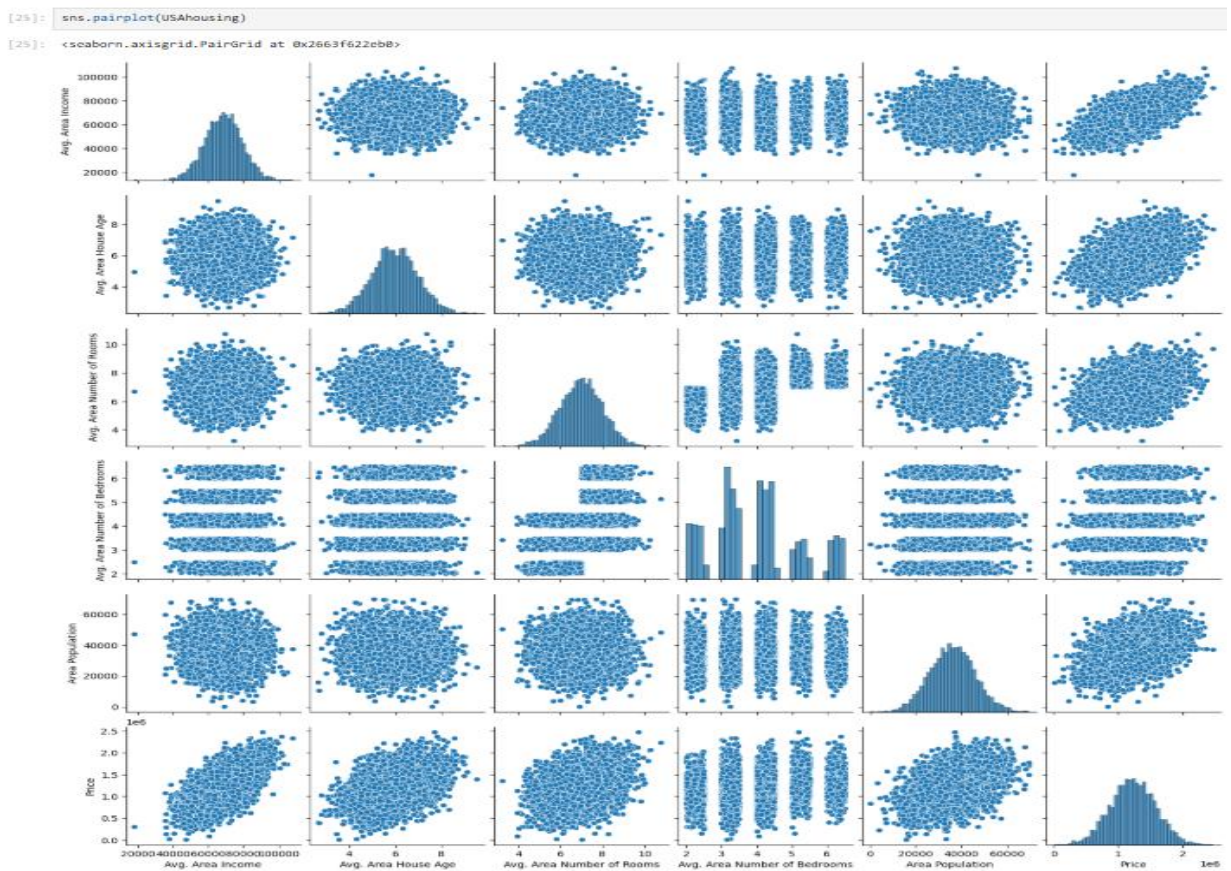 [25]: sns.pairplot(USAhousing)
[25]: <seaborn.axisgrid.PairGrid at 0x2663f622eb0>
100000
80000
60000
40000
20000
Avg. Area Income
8
6
4
Avg. Area House Age
10
8
6
4
Avg. Area Number of Rooms
6
5
4
3
2
Avg. Area Number of Bedrooms
60000
40000
20000
0
Area Population
1e6
2.5
2.0
1.5
1.0
0.5
0.0
Price
20000 40000 60000 80000 100000
4 6 8
4 6 8 10
2 3 4 5 6
0 20000 40000 60000
0 1 2
1e6
Avg. Area Income Avg. Area House Age Avg. Area Number of Rooms Avg. Area Number of Bedrooms Area Population Price